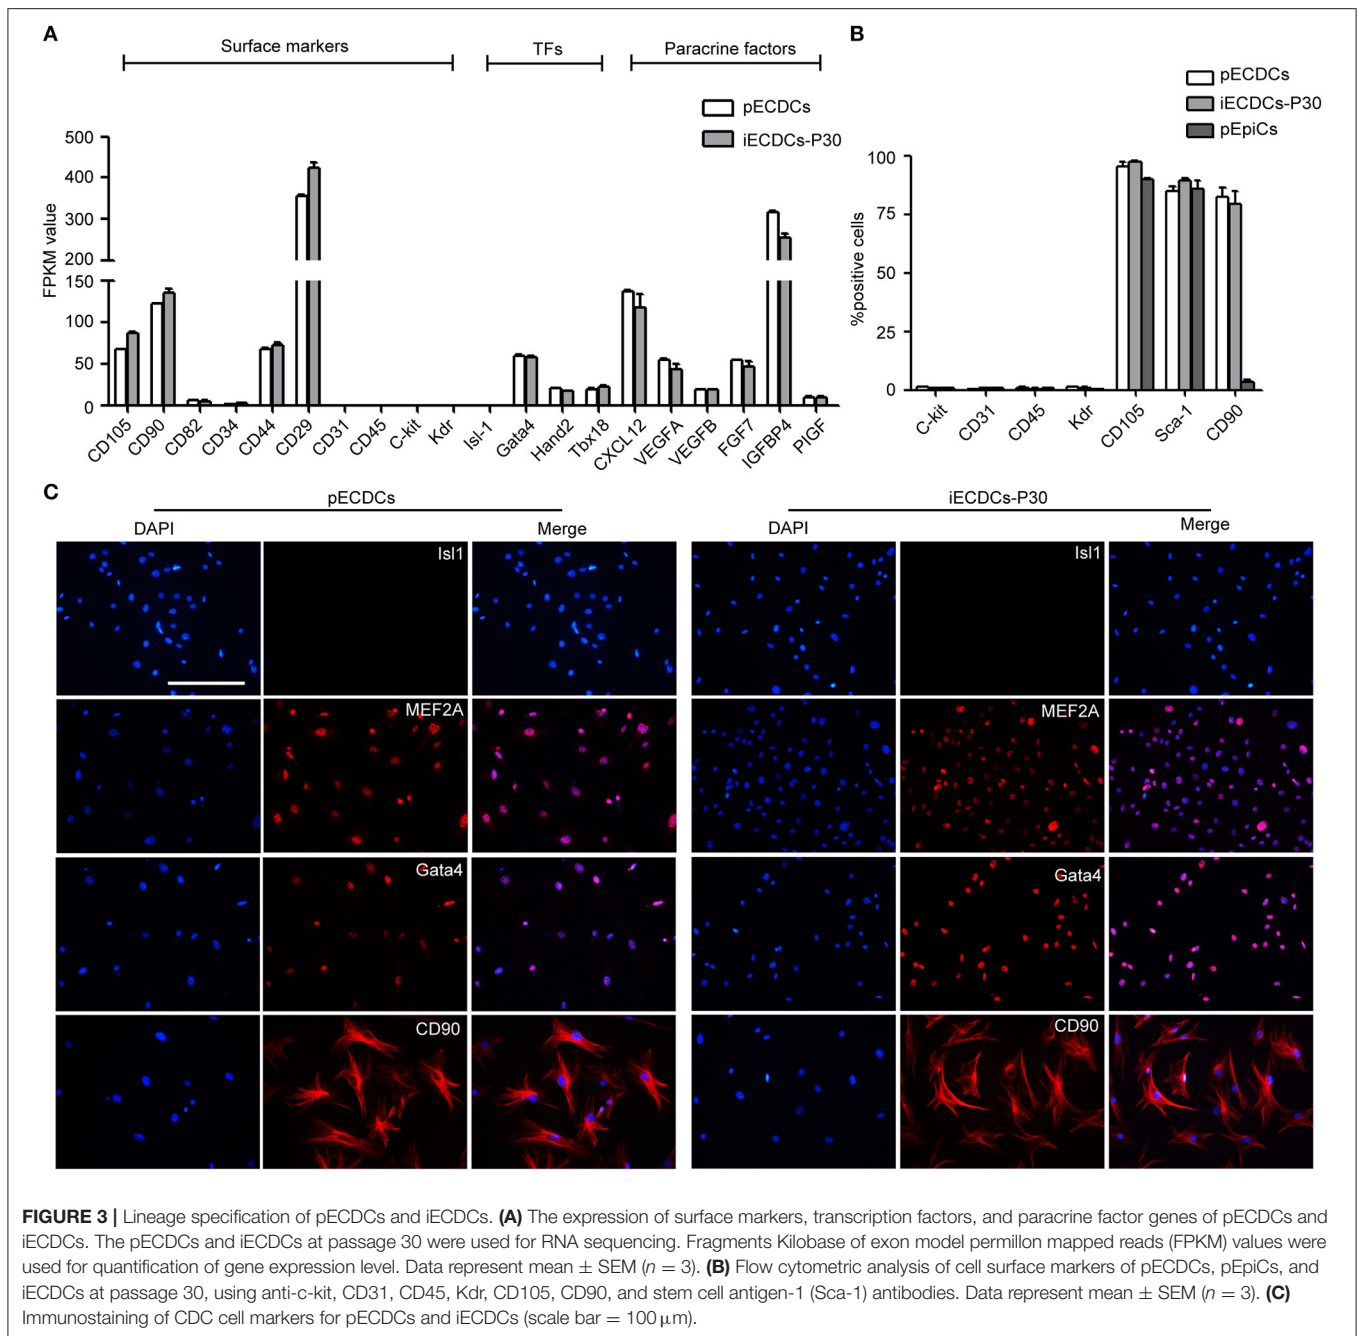 A
Surface markers
TFs
Paracrine factors
pECDCs
iECDCs-P30
FPKM value
500
400
300
200
150
100
50
0
CD105
CD90
CD82
CD34
CD44
CD29
CD31
CD45
C-kit
Kdr
Isl-1
Gata4
Hand2
Tbx18
CXCL12
VEGFA
VEGFB
FGF7
IGFBP4
PIGF
B
pECDCs
iECDCs-P30
pEpiCs
%positive cells
100
75
50
25
0
C-kit
CD31
CD45
Kdr
CD105
Sca-1
CD90
C
pECDCs
iECDCs-P30
DAPI
Merge
DAPI
Merge
Isl1
Isl1
MEF2A
MEF2A
Gata4
Gata4
CD90
CD90
FIGURE 3 | Lineage specification of pECDCs and iECDCs. (A) The expression of surface markers, transcription factors, and paracrine factor genes of pECDCs and
iECDCs. The pECDCs and iECDCs at passage 30 were used for RNA sequencing. Fragments Kilobase of exon model permillon mapped reads (FPKM) values were
used for quantification of gene expression level. Data represent mean ± SEM (n = 3). (B) Flow cytometric analysis of cell surface markers of pECDCs, pEpiCs, and
iECDCs at passage 30, using anti-c-kit, CD31, CD45, Kdr, CD105, CD90, and stem cell antigen-1 (Sca-1) antibodies. Data represent mean ± SEM (n = 3). (C)
Immunostaining of CDC cell markers for pECDCs and iECDCs (scale bar = 100 μm).